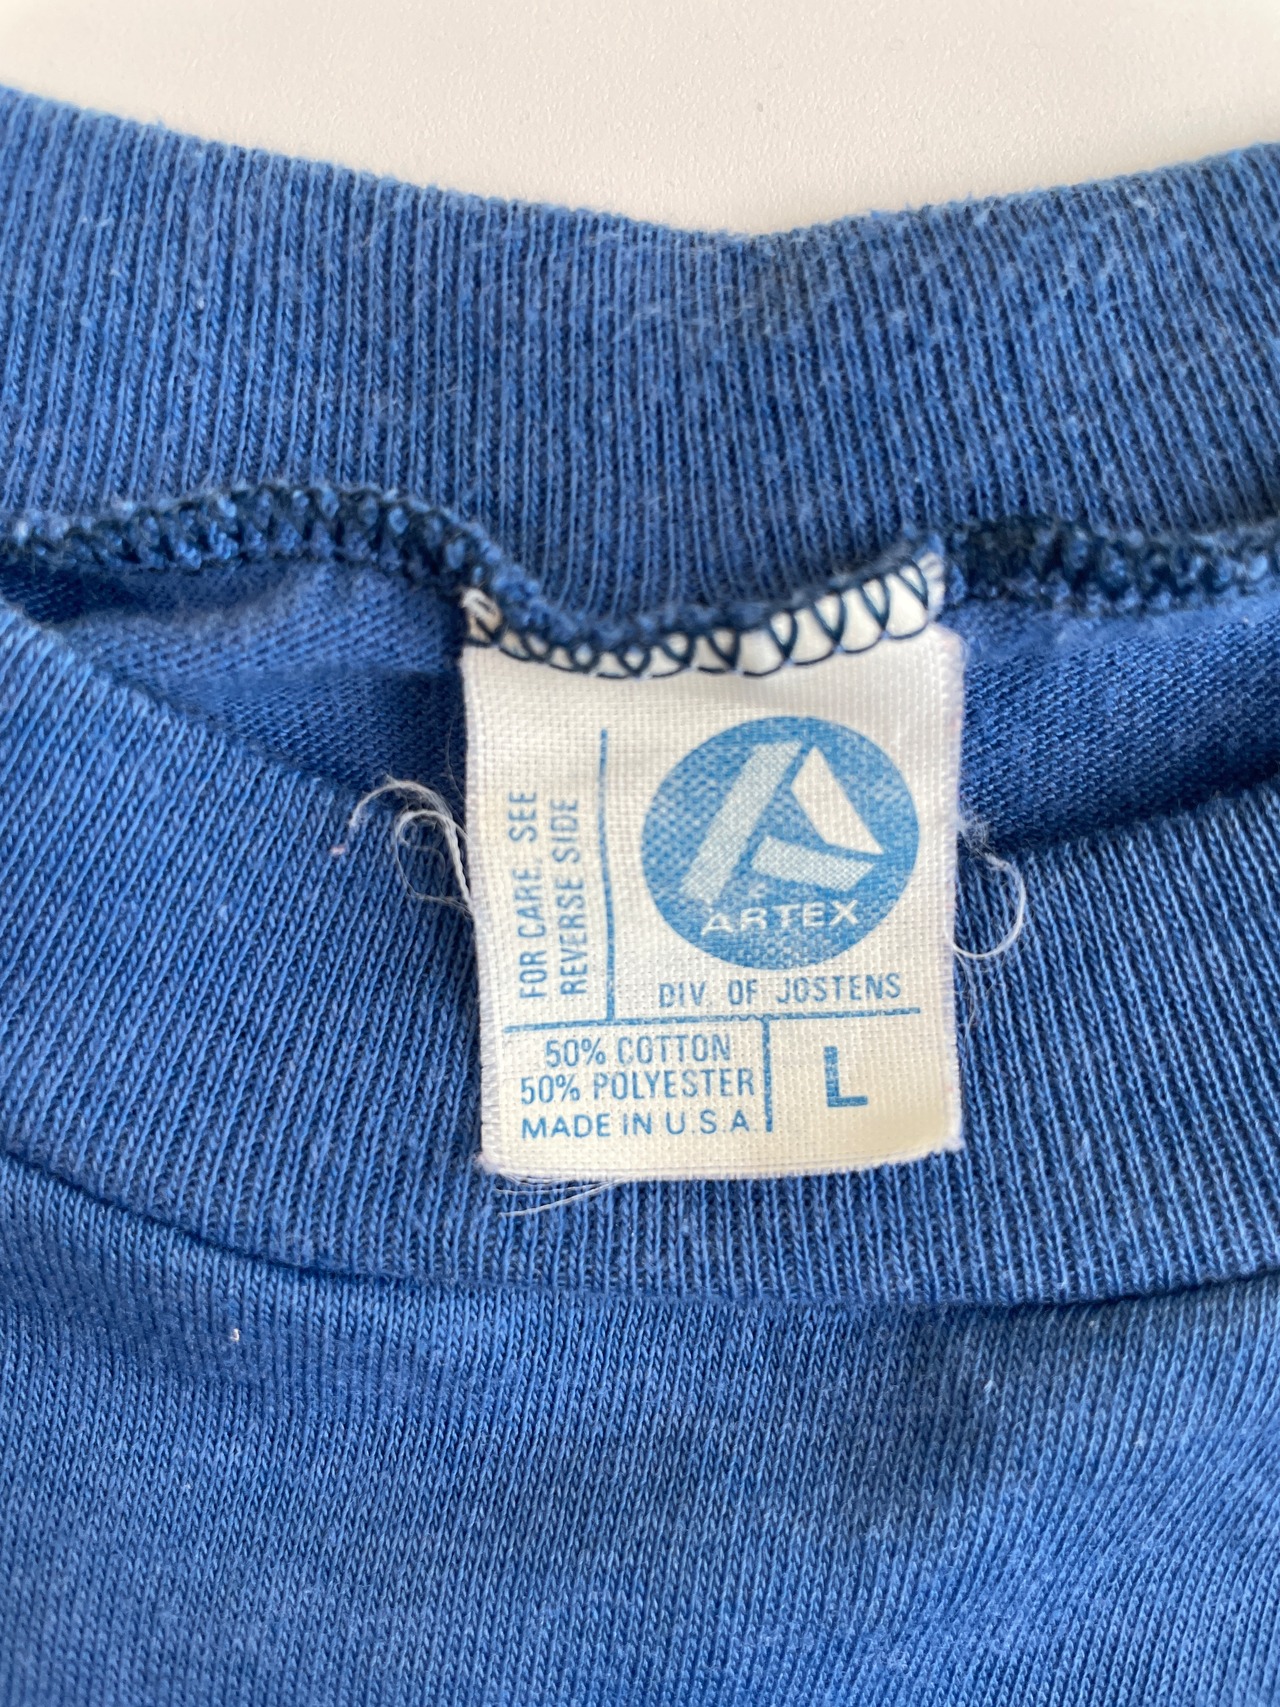 FOR CARE, SEE
REVERSE SIDE
ARTEX
DIV. OF JOSTENS
50% COTTON
50% POLYESTER
MADE IN U.S.A.
L